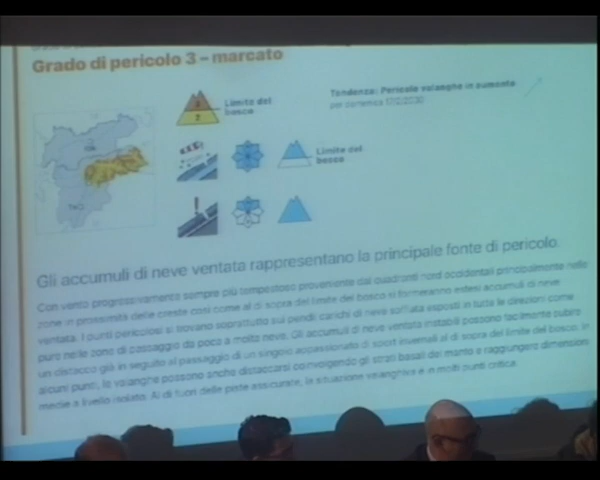 Grado di pericolo 3 – marcato
Limite del
bosco
Tendenza: Pericolo valanghe in aumento
per domenica
Limite del
bosco
Gli accumuli di neve ventata rappresentano la principale fonte di pericolo.
Con vento progressivamente sempre più tempestoso proveniente dai quadranti nord occidentali principalmente nelle
zone in prossimità delle creste così come al di sopra del limite del bosco si formeranno estesi accumuli di neve
ventata. I punti pericolosi si trovano soprattutto sui pendii carichi di neve soffiata esposti in tutte le direzioni come
pure nelle zone di passaggio da poca a molta neve. Gli accumuli di neve ventata instabili possono facilmente subire
un distacco già in seguito al passaggio di un singolo appassionato di sport invernali al di sopra del limite del bosco. In
alcuni punti, le valanghe possono anche distaccarsi coinvolgendo gli strati basali del manto e raggiungere dimensioni
medie a livello isolato. Al di fuori delle piste assicurate, la situazione valanghiva è in molti punti critica.